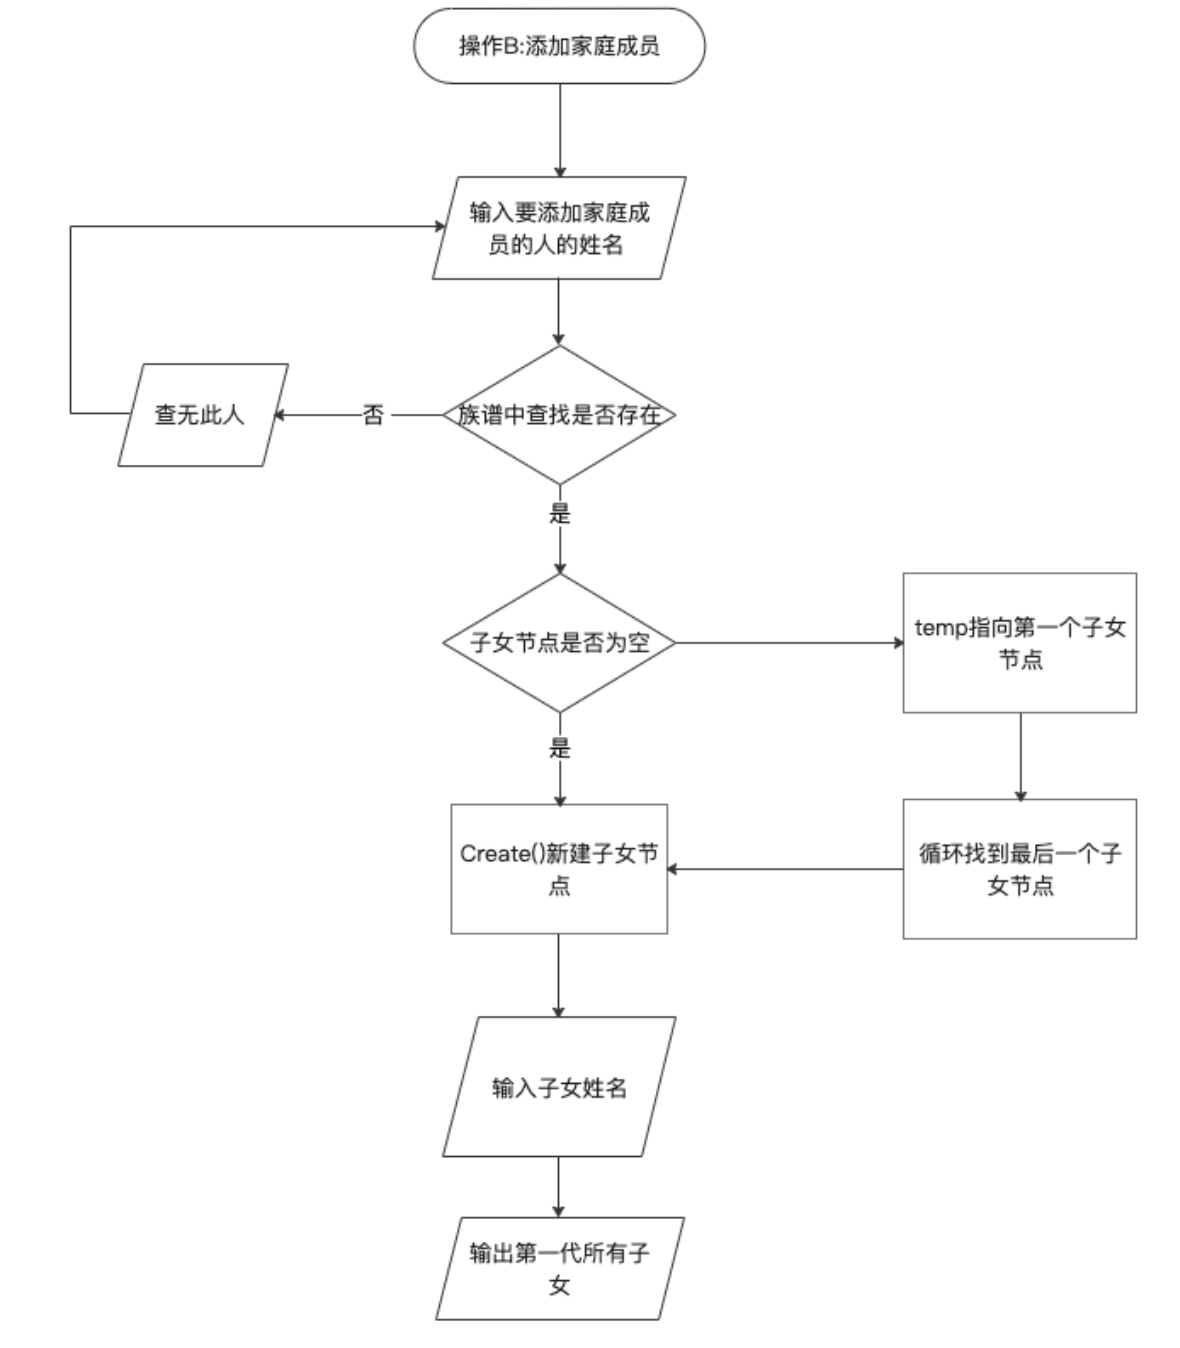 操作B:添加家庭成员
输入要添加家庭成
员的人的姓名
族谱中查找是否存在
否
查无此人
是
子女节点是否为空
temp指向第一个子女
节点
是
Create()新建子女节
点
循环找到最后一个子
女节点
输入子女姓名
输出第一代所有子
女